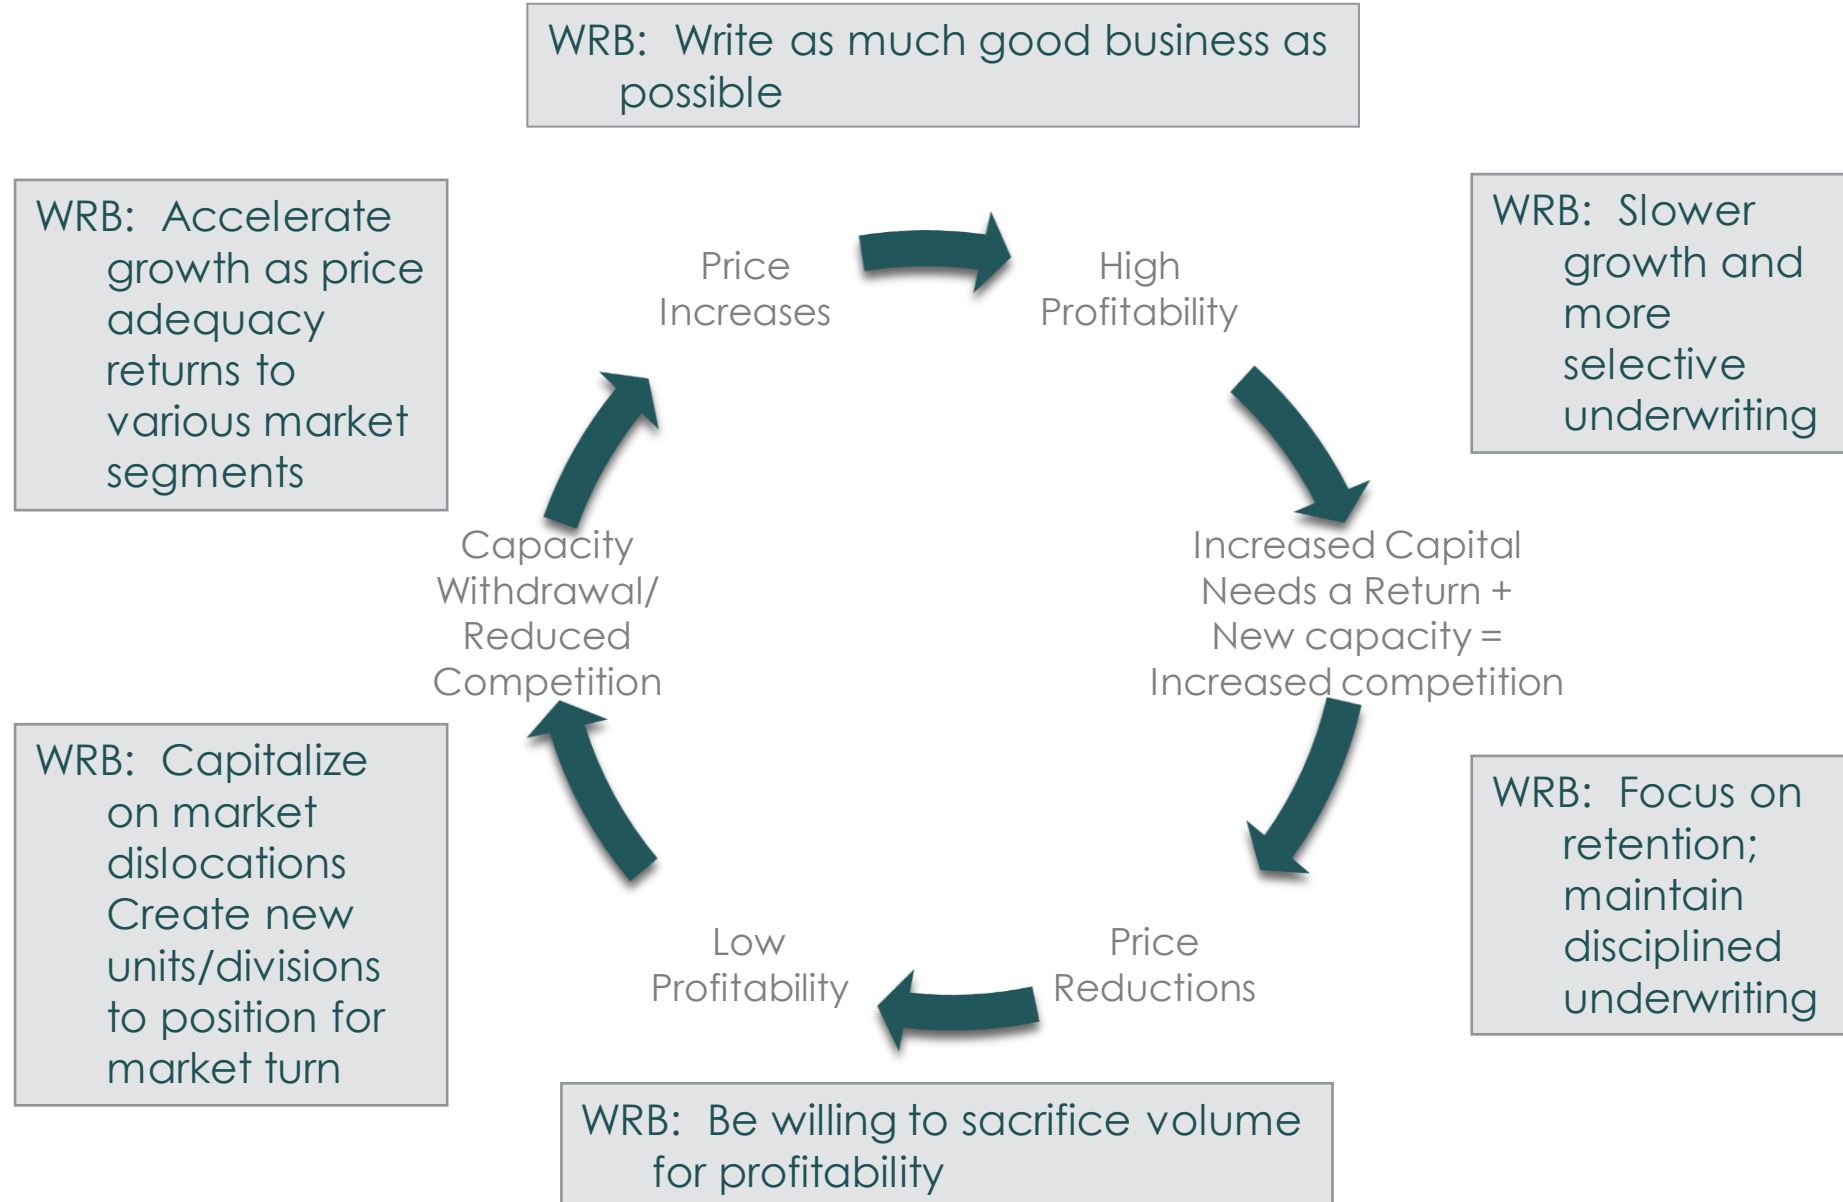 WRB: Write as much good business as
possible
WRB: Accelerate
growth as price
adequacy
returns to
various market
segments
Price
Increases
High
Profitability
WRB: Slower
growth and
more
selective
underwriting
Capacity
Withdrawal/
Reduced
Competition
Increased Capital
Needs a Return +
New capacity =
Increased competition
WRB: Capitalize
on market
dislocations
Create new
units/divisions
to position for
market turn
Low
Profitability
Price
Reductions
WRB: Focus on
retention;
maintain
disciplined
underwriting
WRB: Be willing to sacrifice volume
for profitability